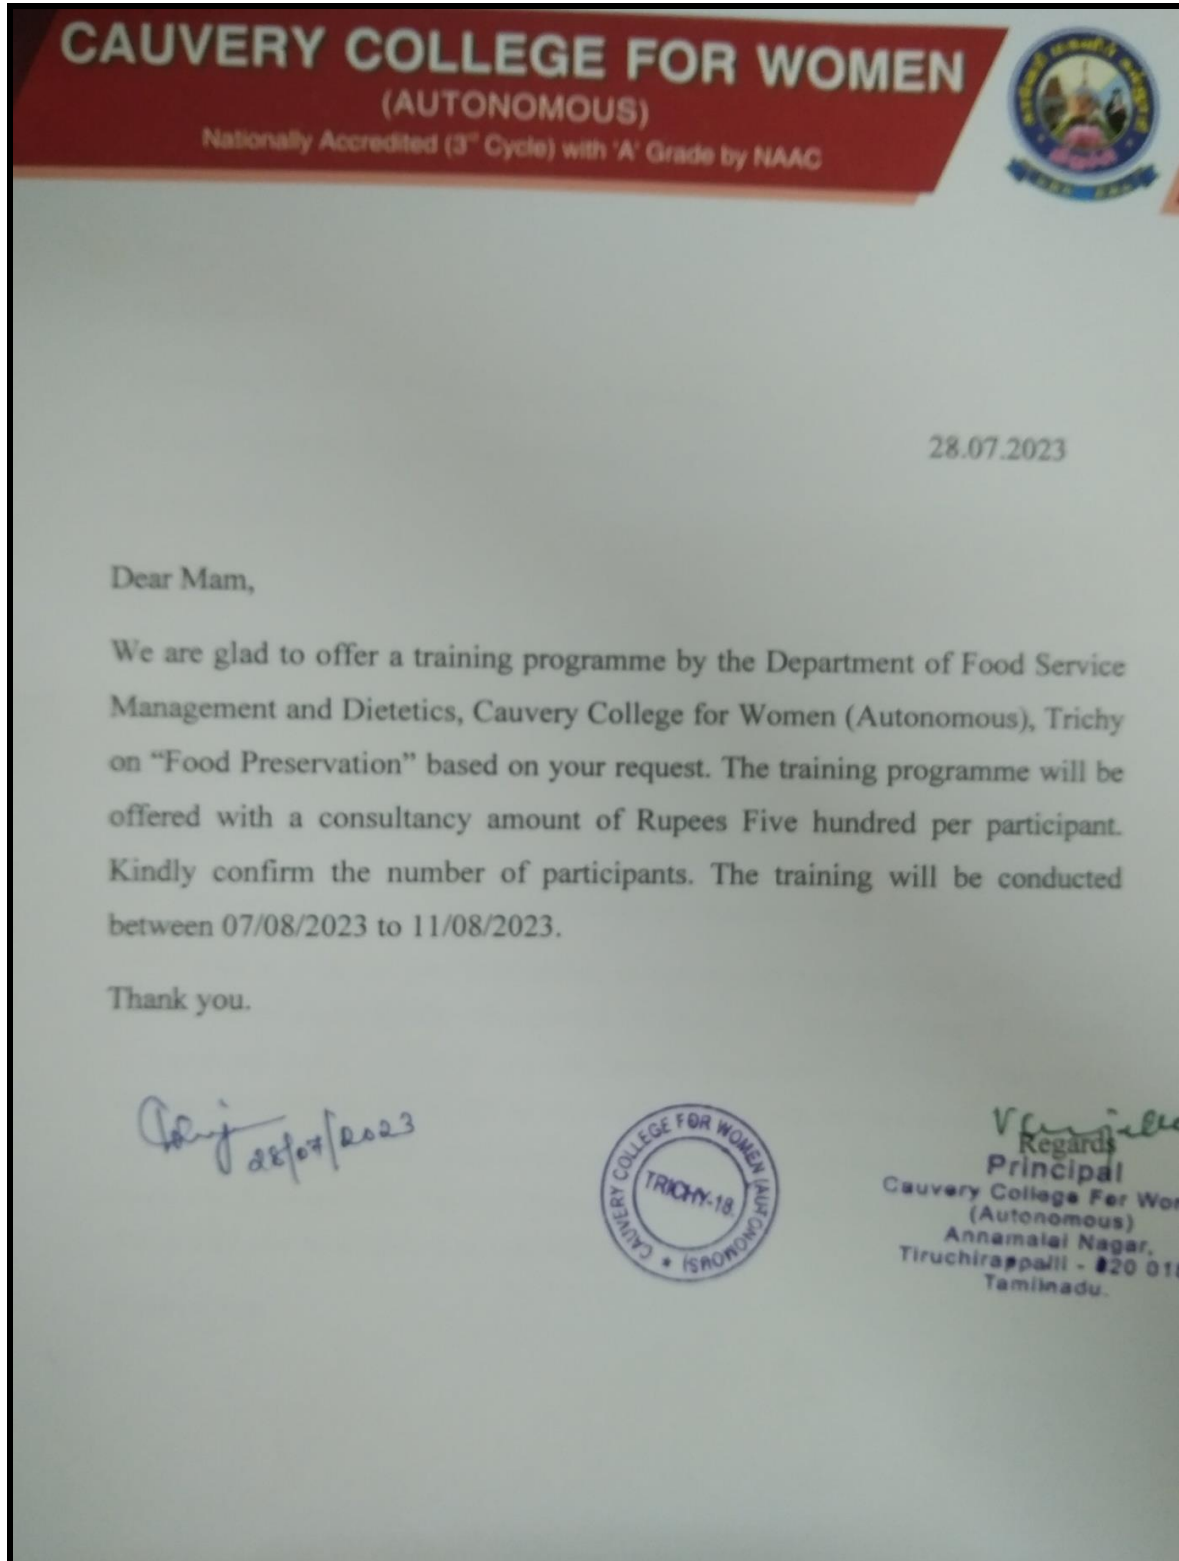 CAUVERY COLLEGE FOR WOMEN
(AUTONOMOUS)
Nationally Accredited (3rd Cycle) with 'A' Grade by NAAC
காவேரி மகளிர் கல்லூரி
திருச்சி
28.07.2023
Dear Mam,
We are glad to offer a training programme by the Department of Food Service
Management and Dietetics, Cauvery College for Women (Autonomous), Trichy
on “Food Preservation” based on your request. The training programme will be
offered with a consultancy amount of Rupees Five hundred per participant.
Kindly confirm the number of participants. The training will be conducted
between 07/08/2023 to 11/08/2023.
Thank you.
28/07/2023
CAUVERY COLLEGE FOR WOMEN (AUTONOMOUS) ★
TRICHY-18.
Regards
Principal
Cauvery College For
(Autonomous)
Annamalai Nagar,
Tiruchirappalli - 620 018
Tamilnadu.